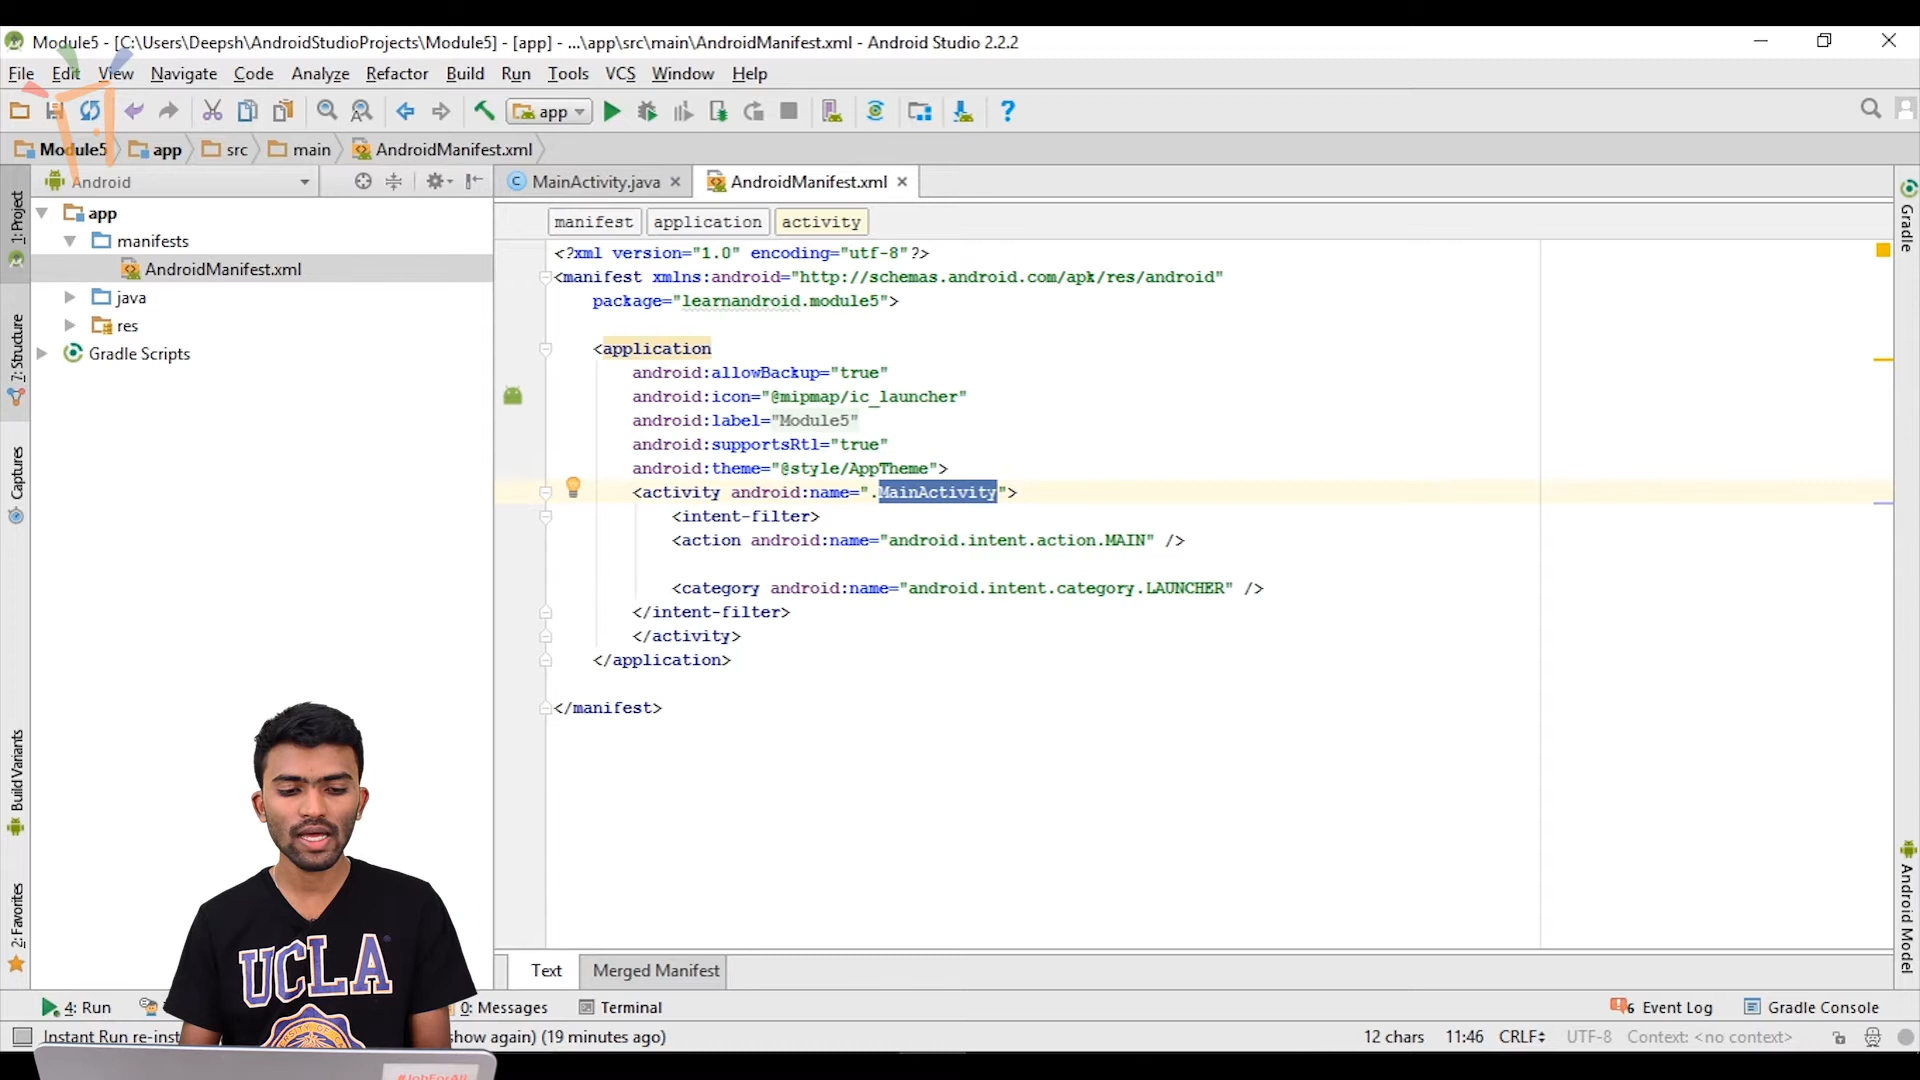 Module5 - [C:\Users\Deepsh\AndroidStudioProjects\Module5] - [app] - ...\app\src\main\AndroidManifest.xml - Android Studio 2.2.2
File Edit View Navigate Code Analyze Refactor Build Run Tools VCS Window Help
app
Module5 app src main AndroidManifest.xml
Android
MainActivity.java AndroidManifest.xml
manifest application activity
app
manifests
AndroidManifest.xml
java
res
Gradle Scripts
1: Project
7: Structure
Captures
Build Variants
2: Favorites
<?xml version="1.0" encoding="utf-8"?>
<manifest xmlns:android="http://schemas.android.com/apk/res/android"
package="learnandroid.module5">
<application
android:allowBackup="true"
android:icon="@mipmap/ic_launcher"
android:label="Module5"
android:supportsRtl="true"
android:theme="@style/AppTheme">
<activity android:name=".MainActivity">
<intent-filter>
<action android:name="android.intent.action.MAIN" />
<category android:name="android.intent.category.LAUNCHER" />
</intent-filter>
</activity>
</application>
</manifest>
Gradle
Android Model
UCLA
#JobForAll
Text Merged Manifest
4: Run 0: Messages Terminal 6 Event Log Gradle Console
Instant Run re-inst show again) (19 minutes ago) 12 chars 11:46 CRLF UTF-8 Context: <no context>